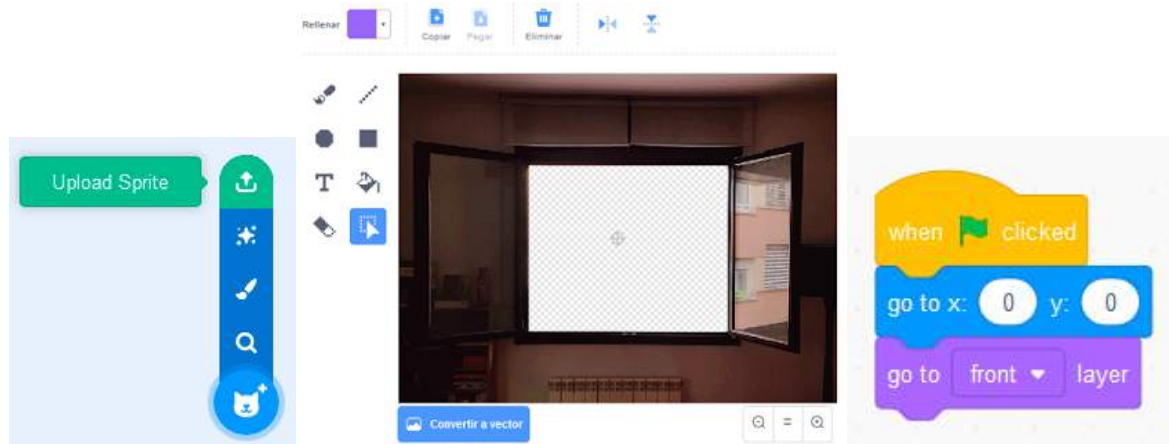 Upload Sprite
Rellenar
Copiar
Pegar
Eliminar
T
Convertir a vector
=
when clicked
go to x: 0 y: 0
go to front layer